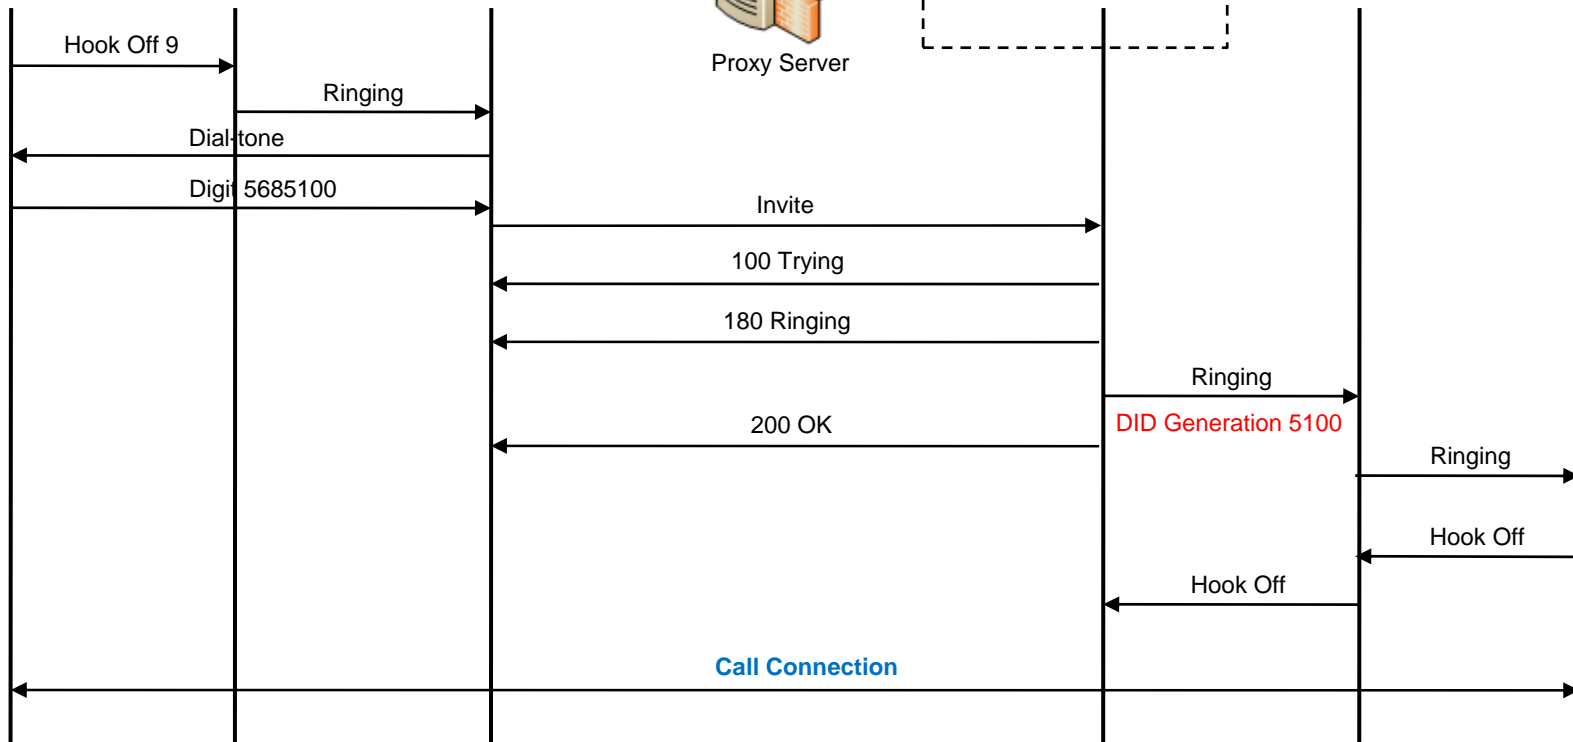 Hook Off 9
Proxy Server
Ringing
Dial-tone
Digit 5685100
Invite
100 Trying
180 Ringing
Ringing
DID Generation 5100
200 OK
Ringing
Hook Off
Hook Off
Call Connection